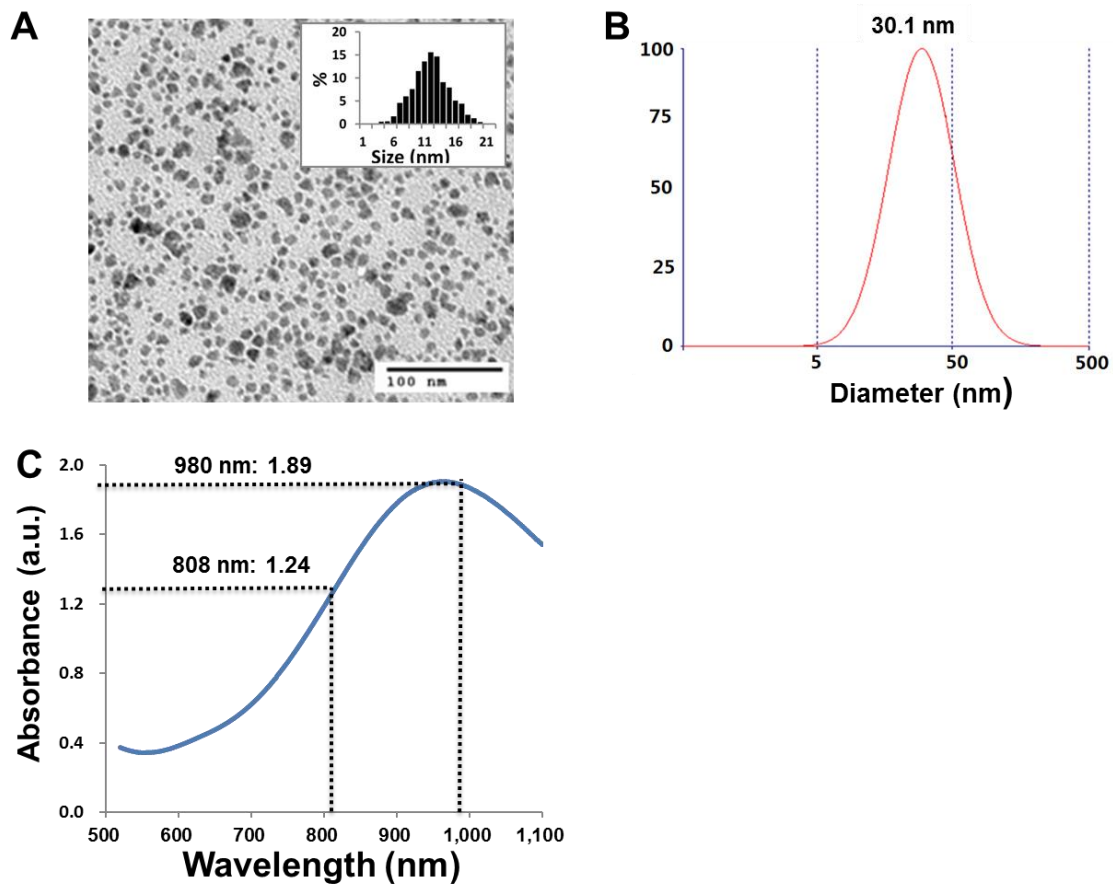 A
20
15
10
5
0
%
1 6 11 16 21
Size (nm)
100 nm
B
30.1 nm
100
75
50
25
0
5 50 500
Diameter (nm)
C
980 nm: 1.89
808 nm: 1.24
2.0
1.6
1.2
0.8
0.4
0.0
Absorbance (a.u.)
500 600 700 800 900 1,000 1,100
Wavelength (nm)